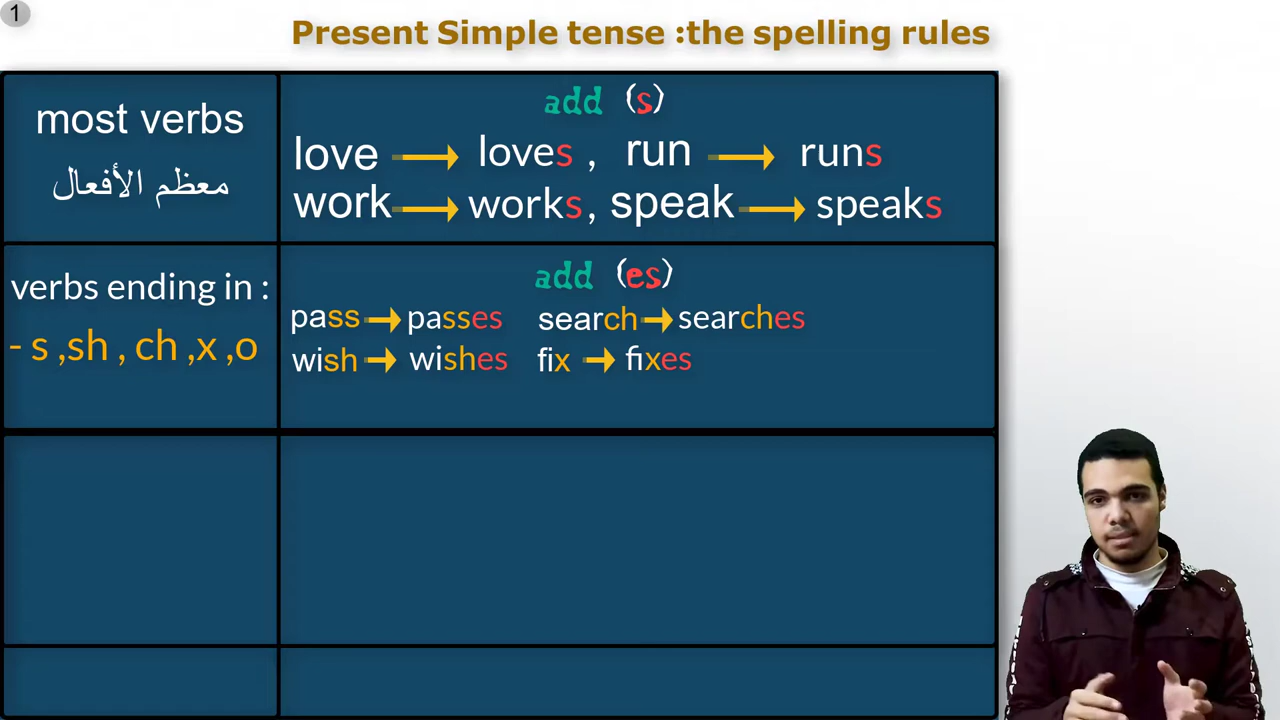 1
Present Simple tense :the spelling rules
most verbs
معظم الأفعال
add (s)
love loves , run runs
work works , speak speaks
verbs ending in :
- s ,sh , ch ,x ,o
add (es)
pass passes search searches
wish wishes fix fixes